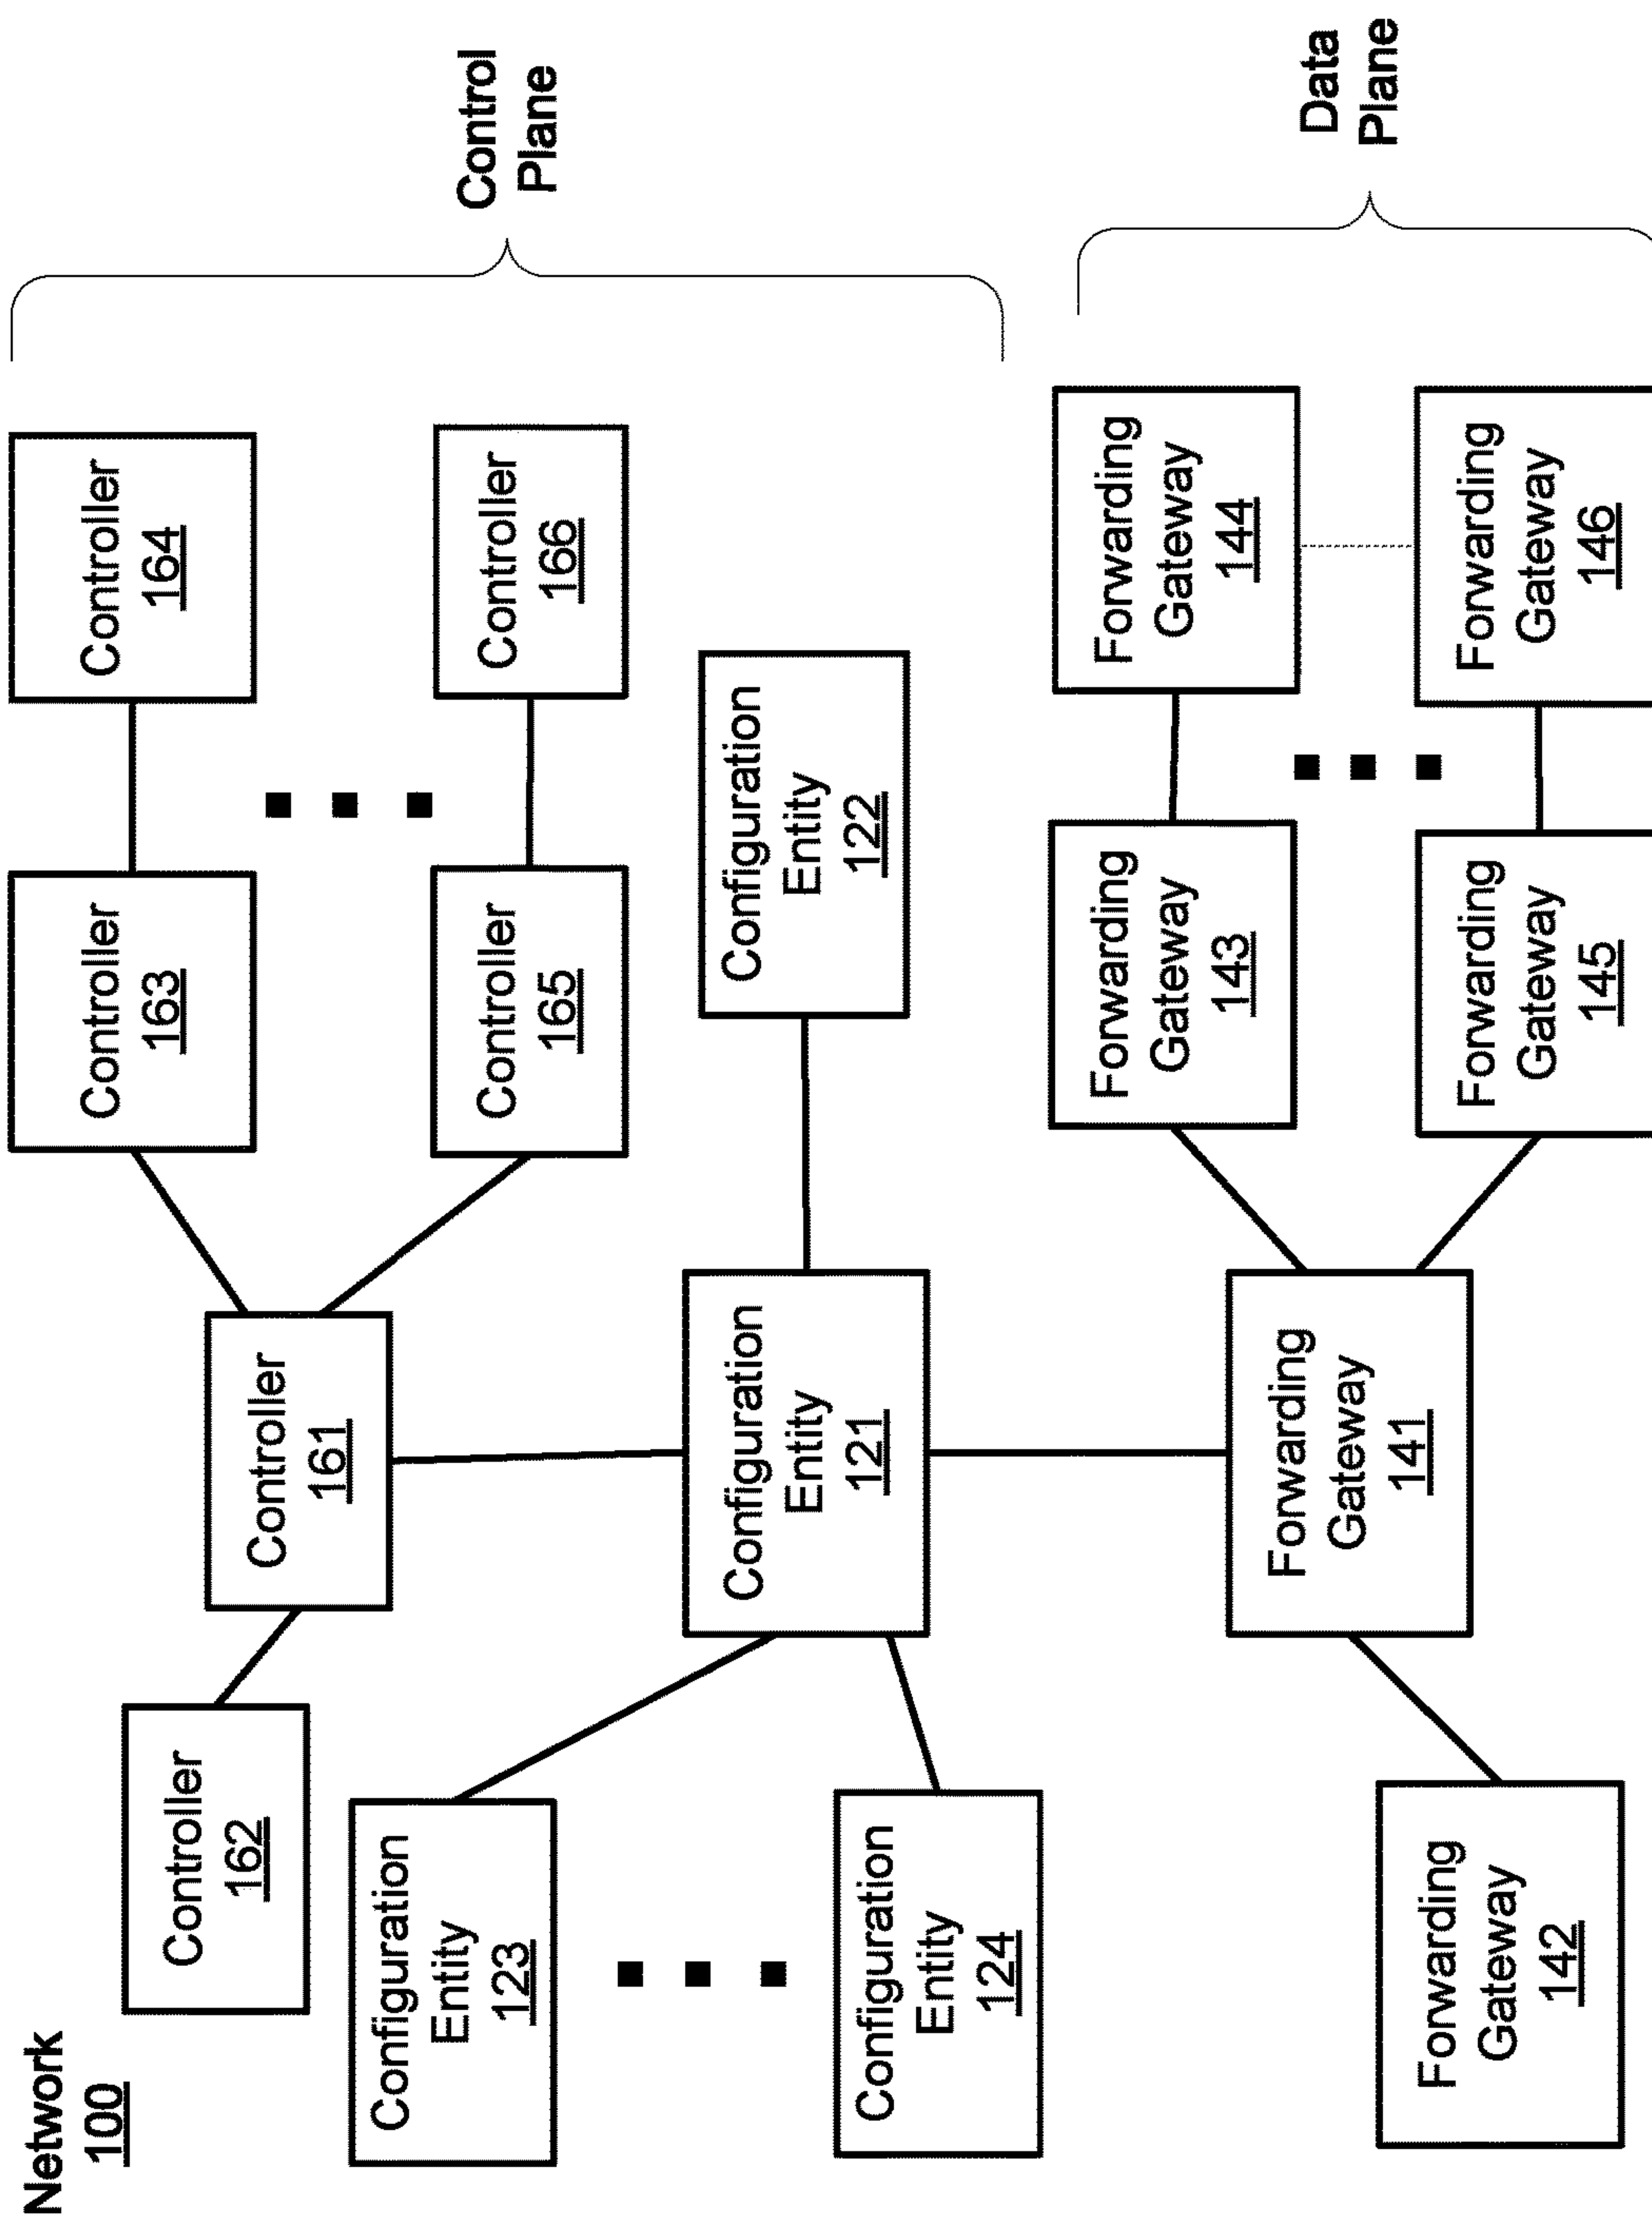 Network
100
Controller
162
Controller
161
Controller
163
Controller
164
Controller
165
Controller
166
Control
Plane
Configuration
Entity
123
Configuration
Entity
124
Configuration
Entity
121
Configuration
Entity
122
Forwarding
Gateway
142
Forwarding
Gateway
141
Forwarding
Gateway
143
Forwarding
Gateway
144
Forwarding
Gateway
145
Forwarding
Gateway
146
Data
Plane